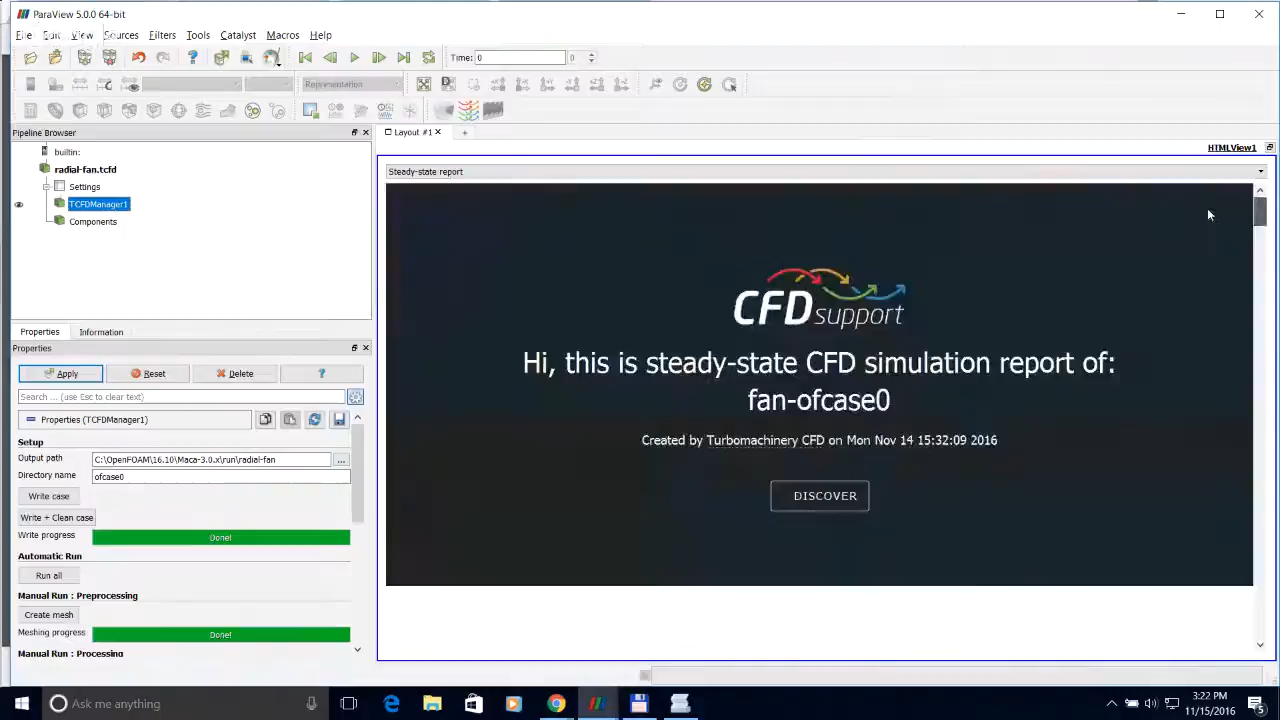 ParaView 5.0.0 64-bit
File Edit View Sources Filters Tools Catalyst Macros Help
Time: 0 0
Representation
Pipeline Browser
Layout #1
HTMLView1
builtin:
radial-fan.tcfd
Settings
TCFDManager1
Components
Steady-state report
CFD support
Hi, this is steady-state CFD simulation report of:
fan-ofcase0
Created by Turbomachinery CFD on Mon Nov 14 15:32:09 2016
DISCOVER
Properties Information
Properties
Apply Reset Delete ?
Search ... (use Esc to clear text)
Properties (TCFDManager1)
Setup
Output path C:\OpenFOAM\16.10\Maca-3.0.x\run\radial-fan ...
Directory name ofcase0
Write case
Write + Clean case
Write progress Done!
Automatic Run
Run all
Manual Run : Preprocessing
Create mesh
Meshing progress Done!
Manual Run : Processing
Ask me anything
3:22 PM
11/15/2016
5